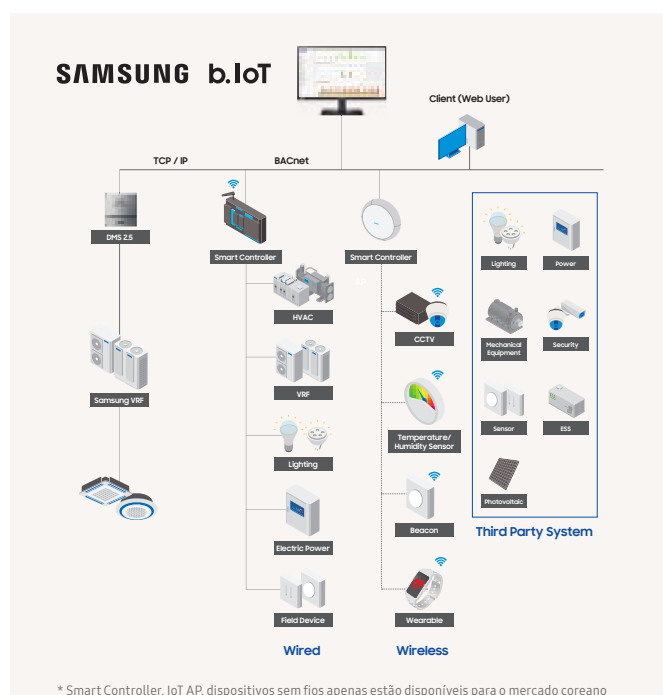 SAMSUNG b.IoT
Client (Web User)
TCP / IP
BACnet
DMS 2.5
Smart Controller
Smart Controller
Lighting
Power
HVAC
CCTV
Mechanical
Equipment
Security
Samsung VRF
VRF
Sensor
ESS
Temperature/
Humidity Sensor
Lighting
Photovoltaic
Electric Power
Beacon
Third Party System
Field Device
Wearable
Wired
Wireless
* Smart Controller, IoT AP, dispositivos sem fios apenas estão disponíveis para o mercado coreano